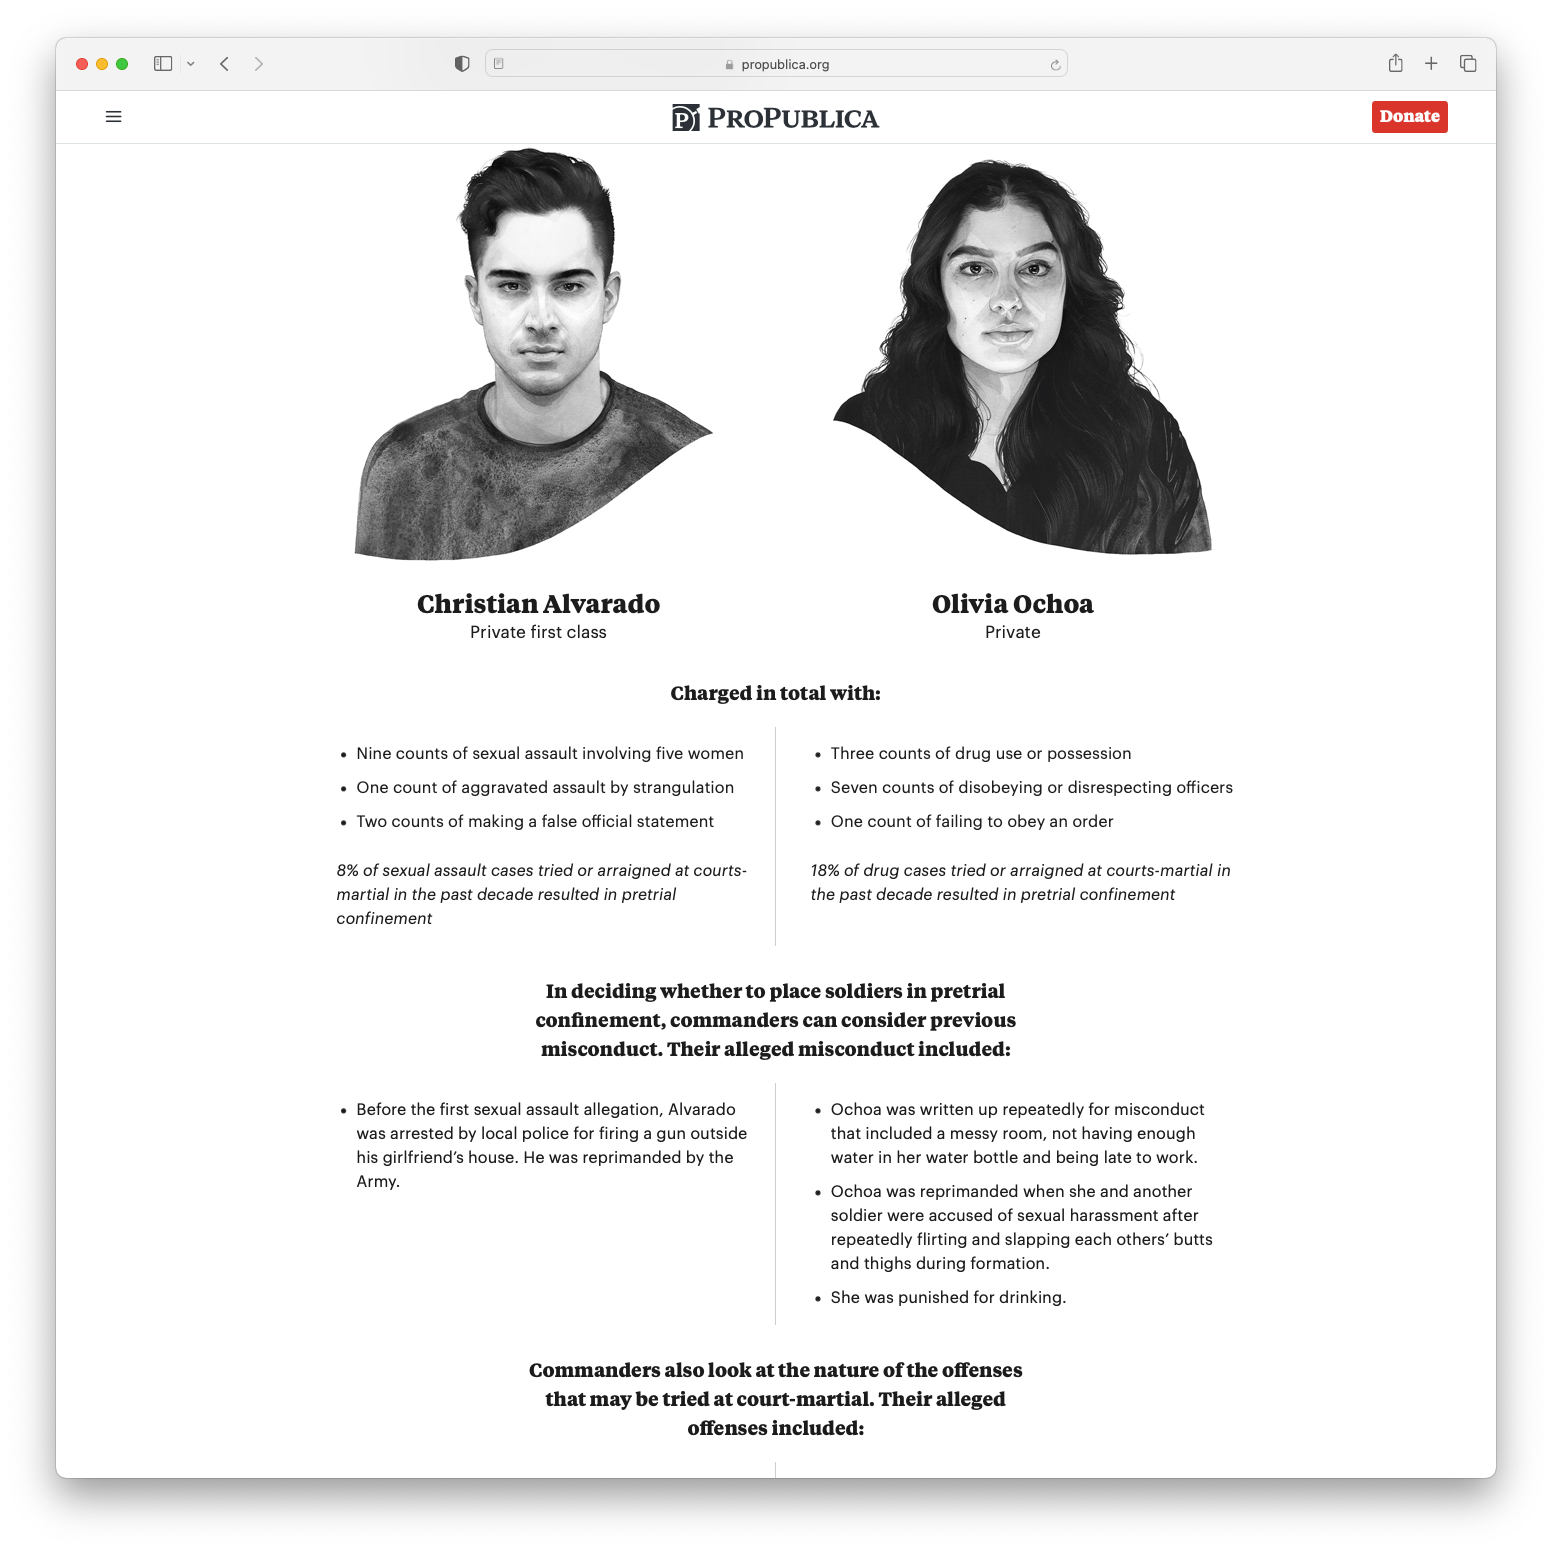 propublica.org
PROPUBLICA
Donate
Christian Alvarado
Private first class
Olivia Ochoa
Private
Charged in total with:
• Nine counts of sexual assault involving five women
• One count of aggravated assault by strangulation
• Two counts of making a false official statement
8% of sexual assault cases tried or arraigned at courts-
martial in the past decade resulted in pretrial
confinement
• Three counts of drug use or possession
• Seven counts of disobeying or disrespecting officers
• One count of failing to obey an order
18% of drug cases tried or arraigned at courts-martial in
the past decade resulted in pretrial confinement
In deciding whether to place soldiers in pretrial
confinement, commanders can consider previous
misconduct. Their alleged misconduct included:
• Before the first sexual assault allegation, Alvarado
was arrested by local police for firing a gun outside
his girlfriend’s house. He was reprimanded by the
Army.
• Ochoa was written up repeatedly for misconduct
that included a messy room, not having enough
water in her water bottle and being late to work.
• Ochoa was reprimanded when she and another
soldier were accused of sexual harassment after
repeatedly flirting and slapping each others’ butts
and thighs during formation.
• She was punished for drinking.
Commanders also look at the nature of the offenses
that may be tried at court-martial. Their alleged
offenses included: